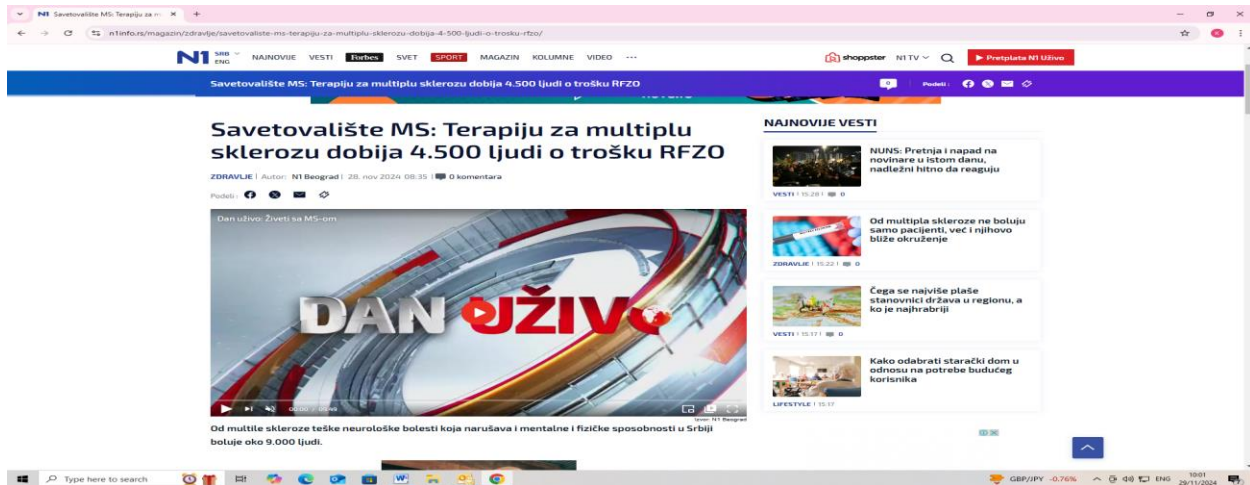 N1 Savetovalište MS: Terapiju za m
n1info.rs/magazin/zdravlje/savetovaliste-ms-terapiju-za-multiplu-sklerozu-dobija-4-500-ljudi-o-trosku-rfzo/
N1 SRB ENG NAJNOVIJE VESTI Forbes SVET SPORT MAGAZIN KOLUMNE VIDEO ... shoppster N1 TV Pretplata N1 Uživo
Savetovalište MS: Terapiju za multiplu sklerozu dobija 4.500 ljudi o trošku RFZO Podeli:
Savetovalište MS: Terapiju za multiplu
sklerozu dobija 4.500 ljudi o trošku RFZO
ZDRAVLJE | Autor: N1 Beograd | 28. nov 2024 08:35 | 0 komentara
Podeli:
Dan uživo: Živeti sa MS-om
DAN UŽIVO
00:00 / 05:49
Izvor: N1 Beograd
Od multile skleroze teške neurološke bolesti koja narušava i mentalne i fizičke sposobnosti u Srbiji
boluje oko 9.000 ljudi.
NAJNOVIJE VESTI
NUNS: Pretnja i napad na
novinare u istom danu,
nadležni hitno da reaguju
VESTI | 15:28 | 0
Od multipla skleroze ne boluju
samo pacijenti, već i njihovo
bliže okruženje
ZDRAVLJE | 15:22 | 0
Čega se najviše plaše
stanovnici država u regionu, a
ko je najhrabriji
VESTI | 15:17 | 0
Kako odabrati starački dom u
odnosu na potrebe budućeg
korisnika
LIFESTYLE | 15:17
Type here to search
GBP/JPY -0.76% ENG
10:01
29/11/2024